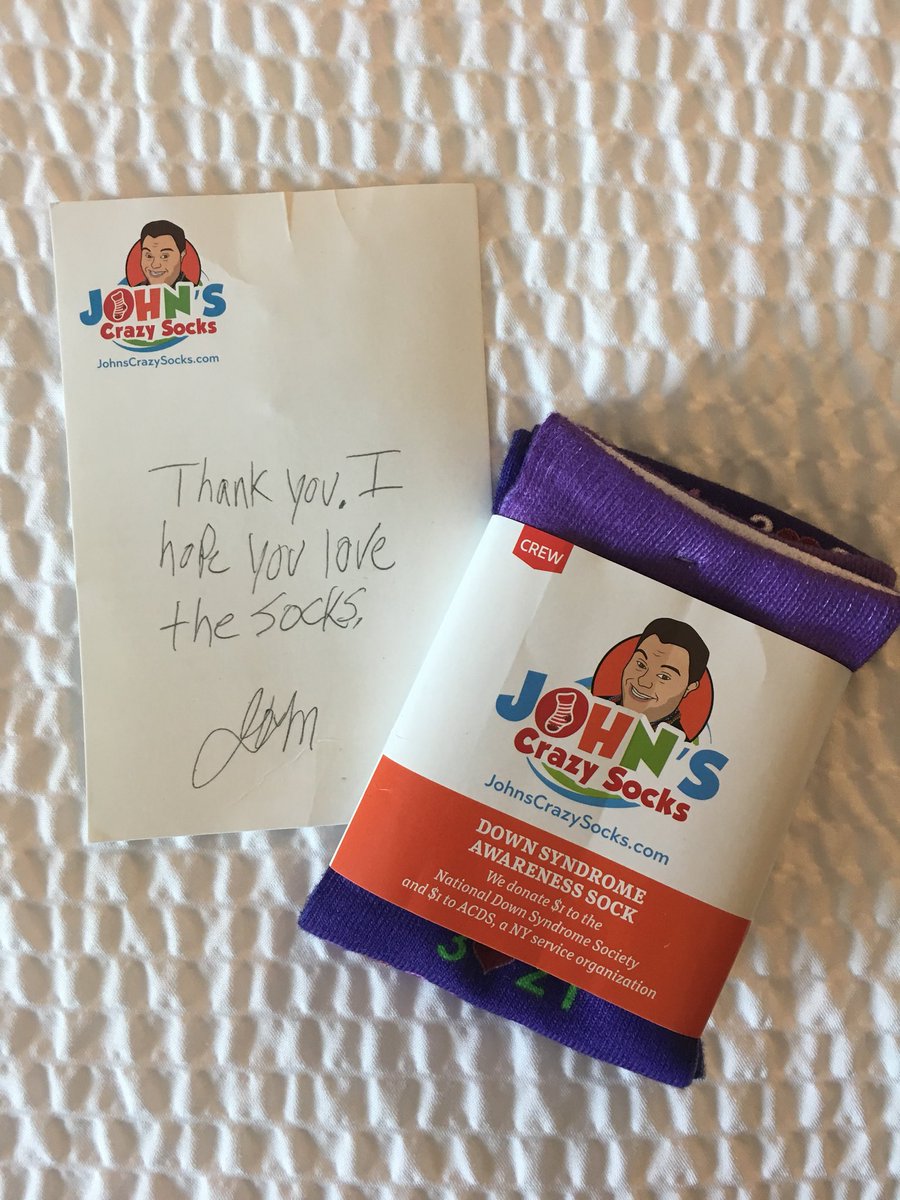 JOHN'S
Crazy Socks
JohnsCrazySocks.com
Thank you. I
hope you love
the socks.
John
CREW
JOHN'S
Crazy Socks
JohnsCrazySocks.com
DOWN SYNDROME
AWARENESS SOCK
We donate $1 to the
National Down Syndrome Society
and $1 to ACDS, a NY service organization
3
21